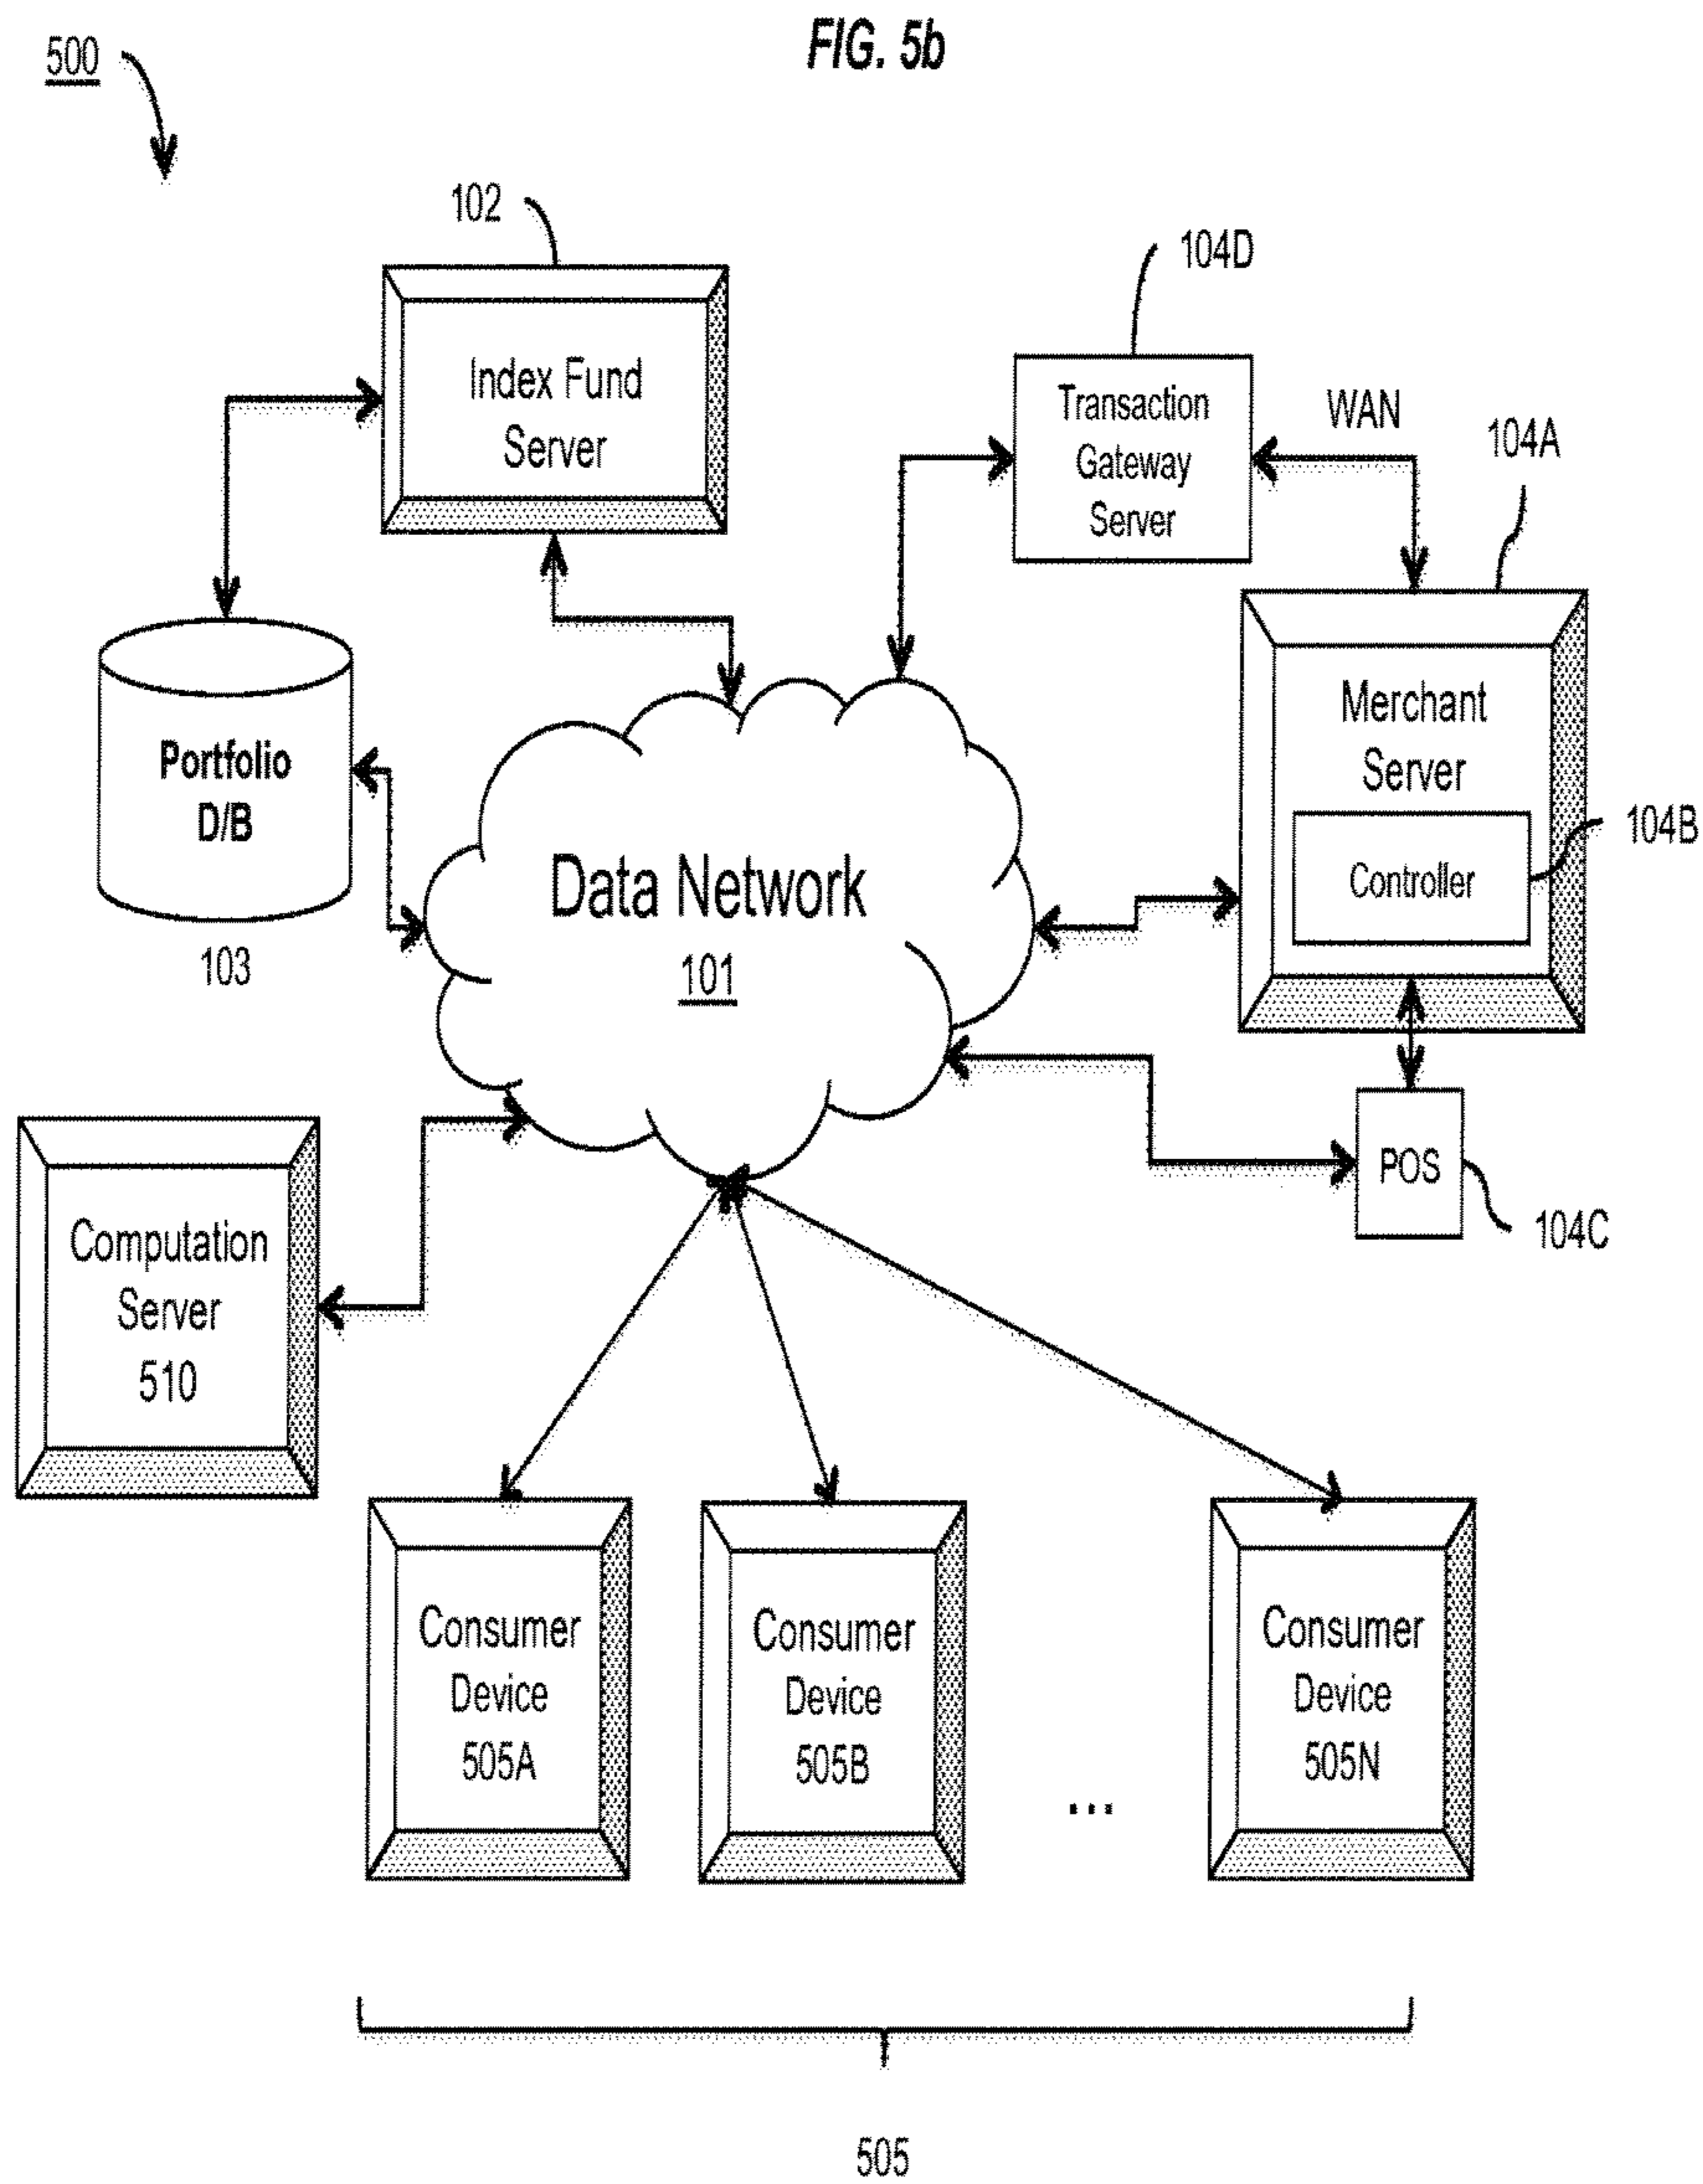 FIG. 5b
500
102
104D
Index Fund
Server
Transaction
Gateway
Server
WAN
104A
Portfolio
D/B
103
Merchant
Server
Controller
104B
Data Network
101
POS
104C
Computation
Server
510
Consumer
Device
505A
Consumer
Device
505B
...
Consumer
Device
505N
505